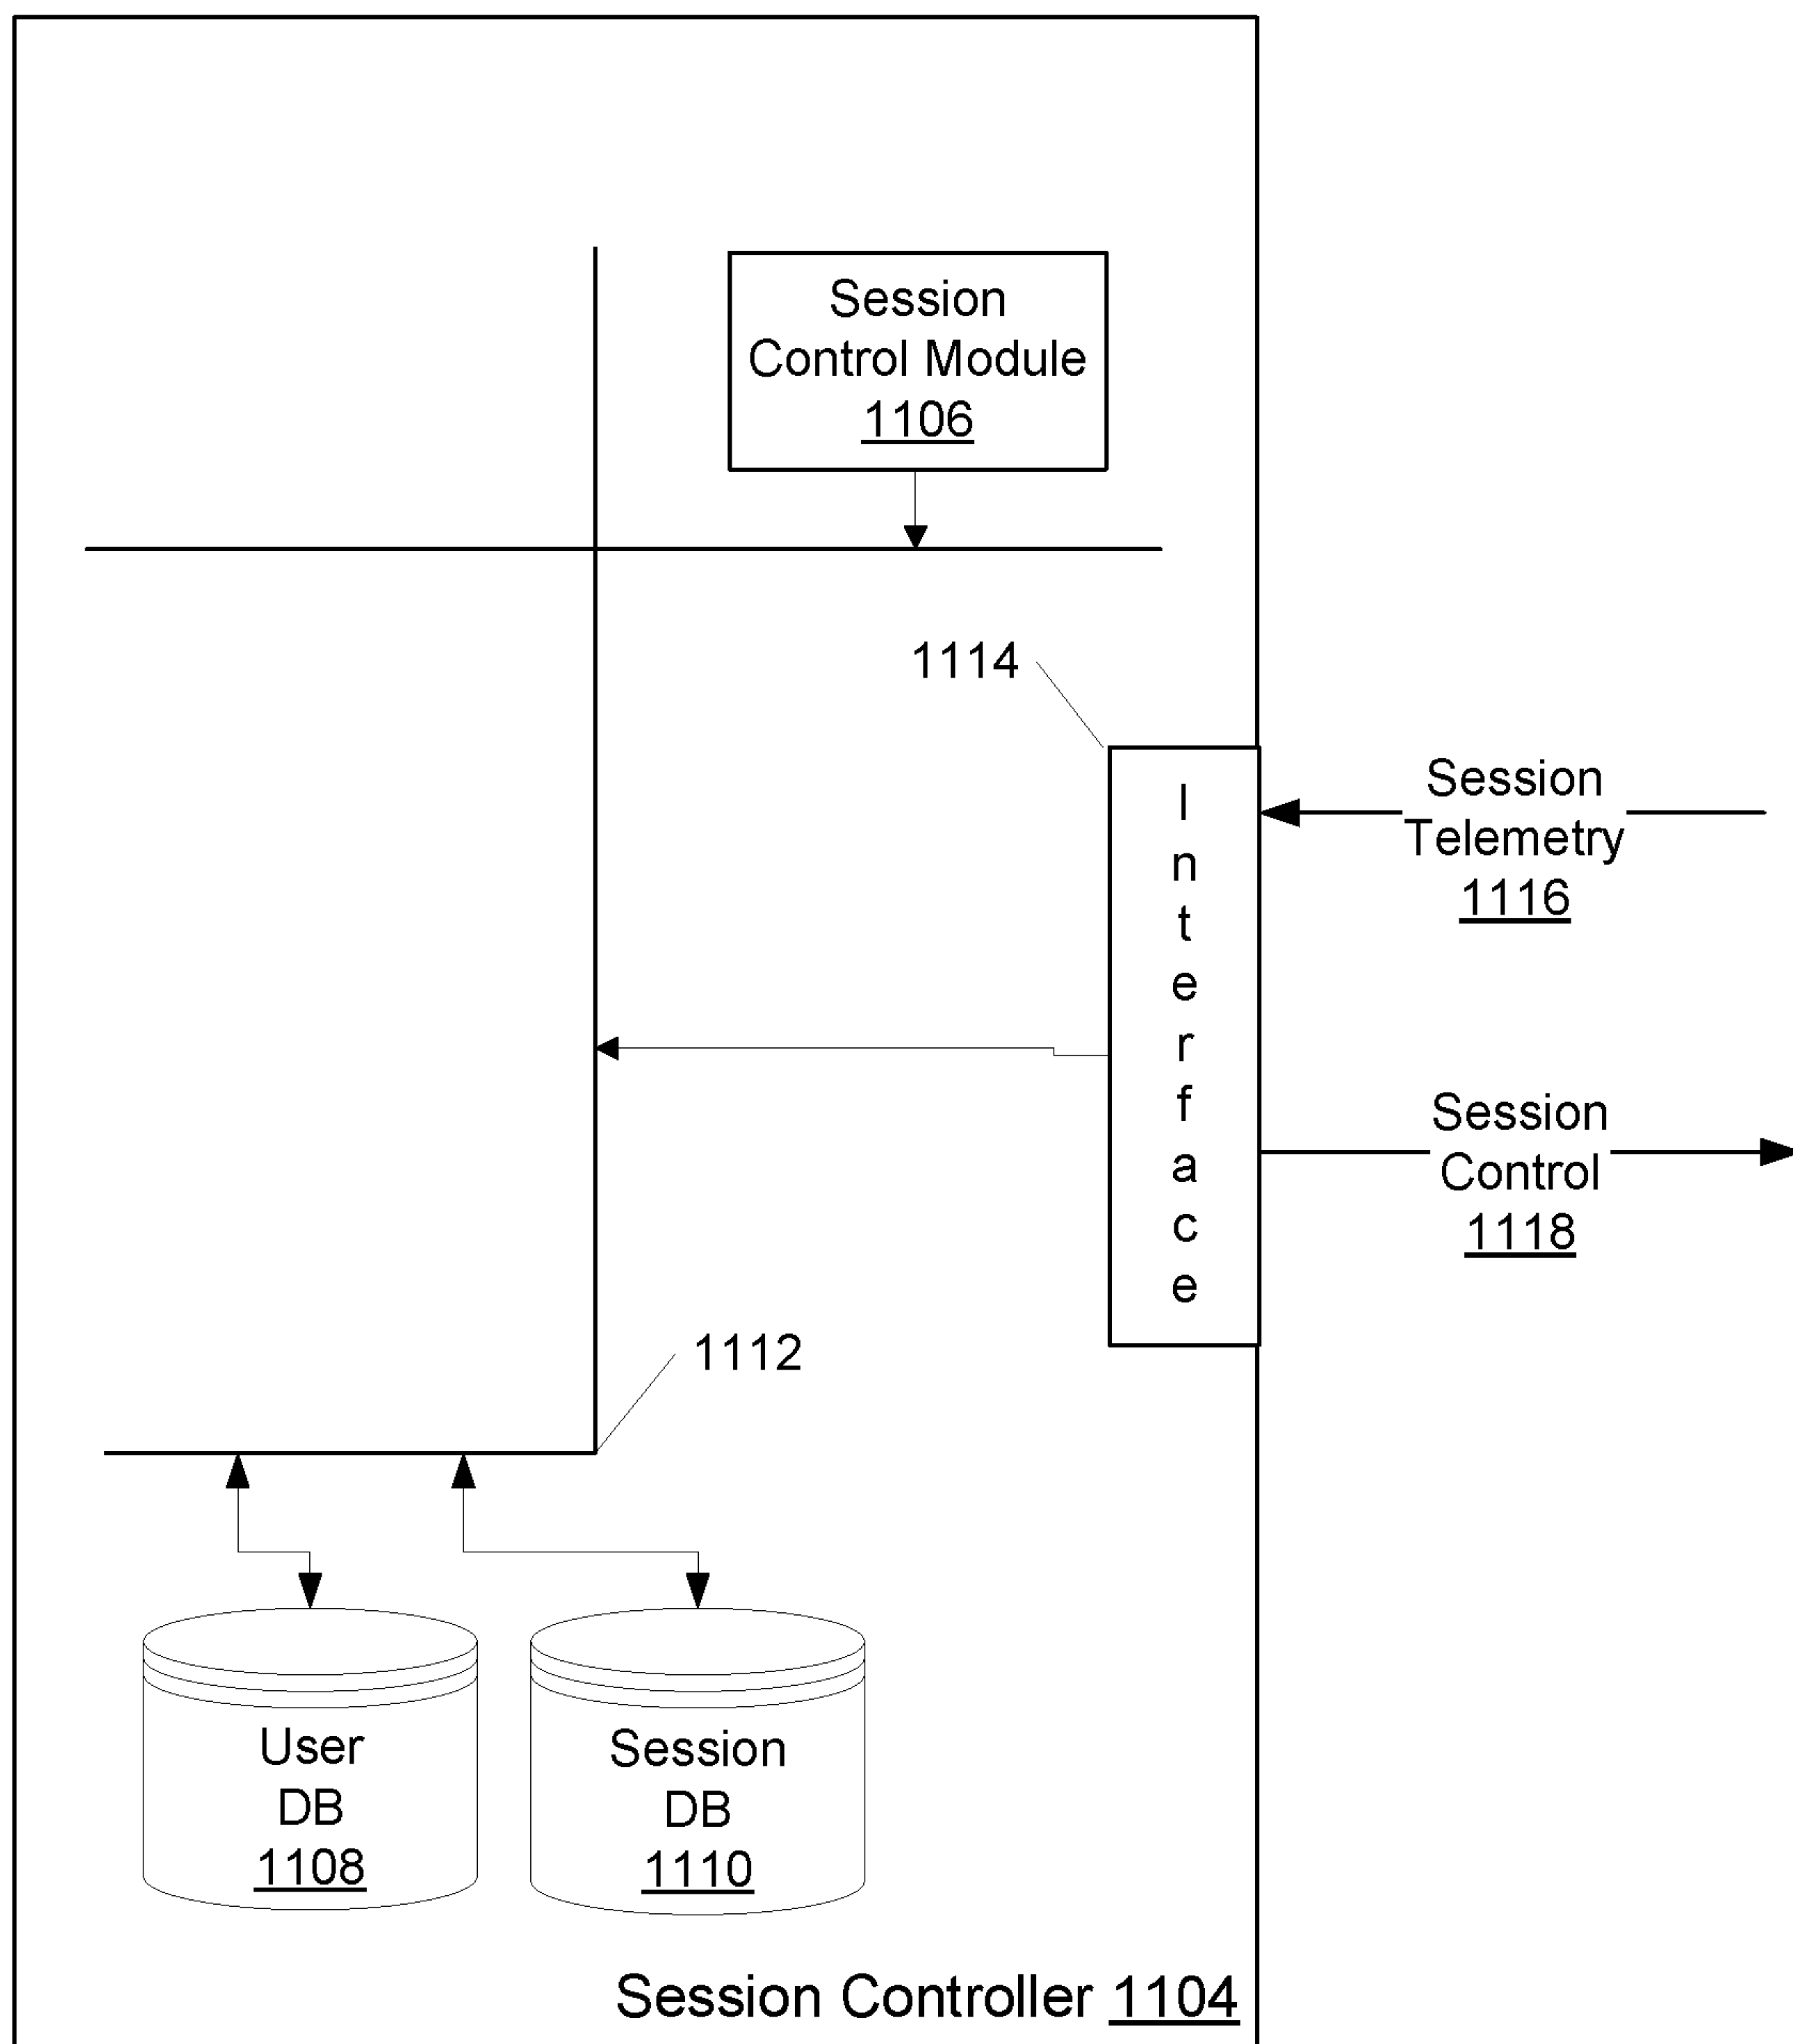 Session
Control Module
1106
1114
Interface
Session
Telemetry
1116
Session
Control
1118
1112
User
DB
1108
Session
DB
1110
Session Controller 1104